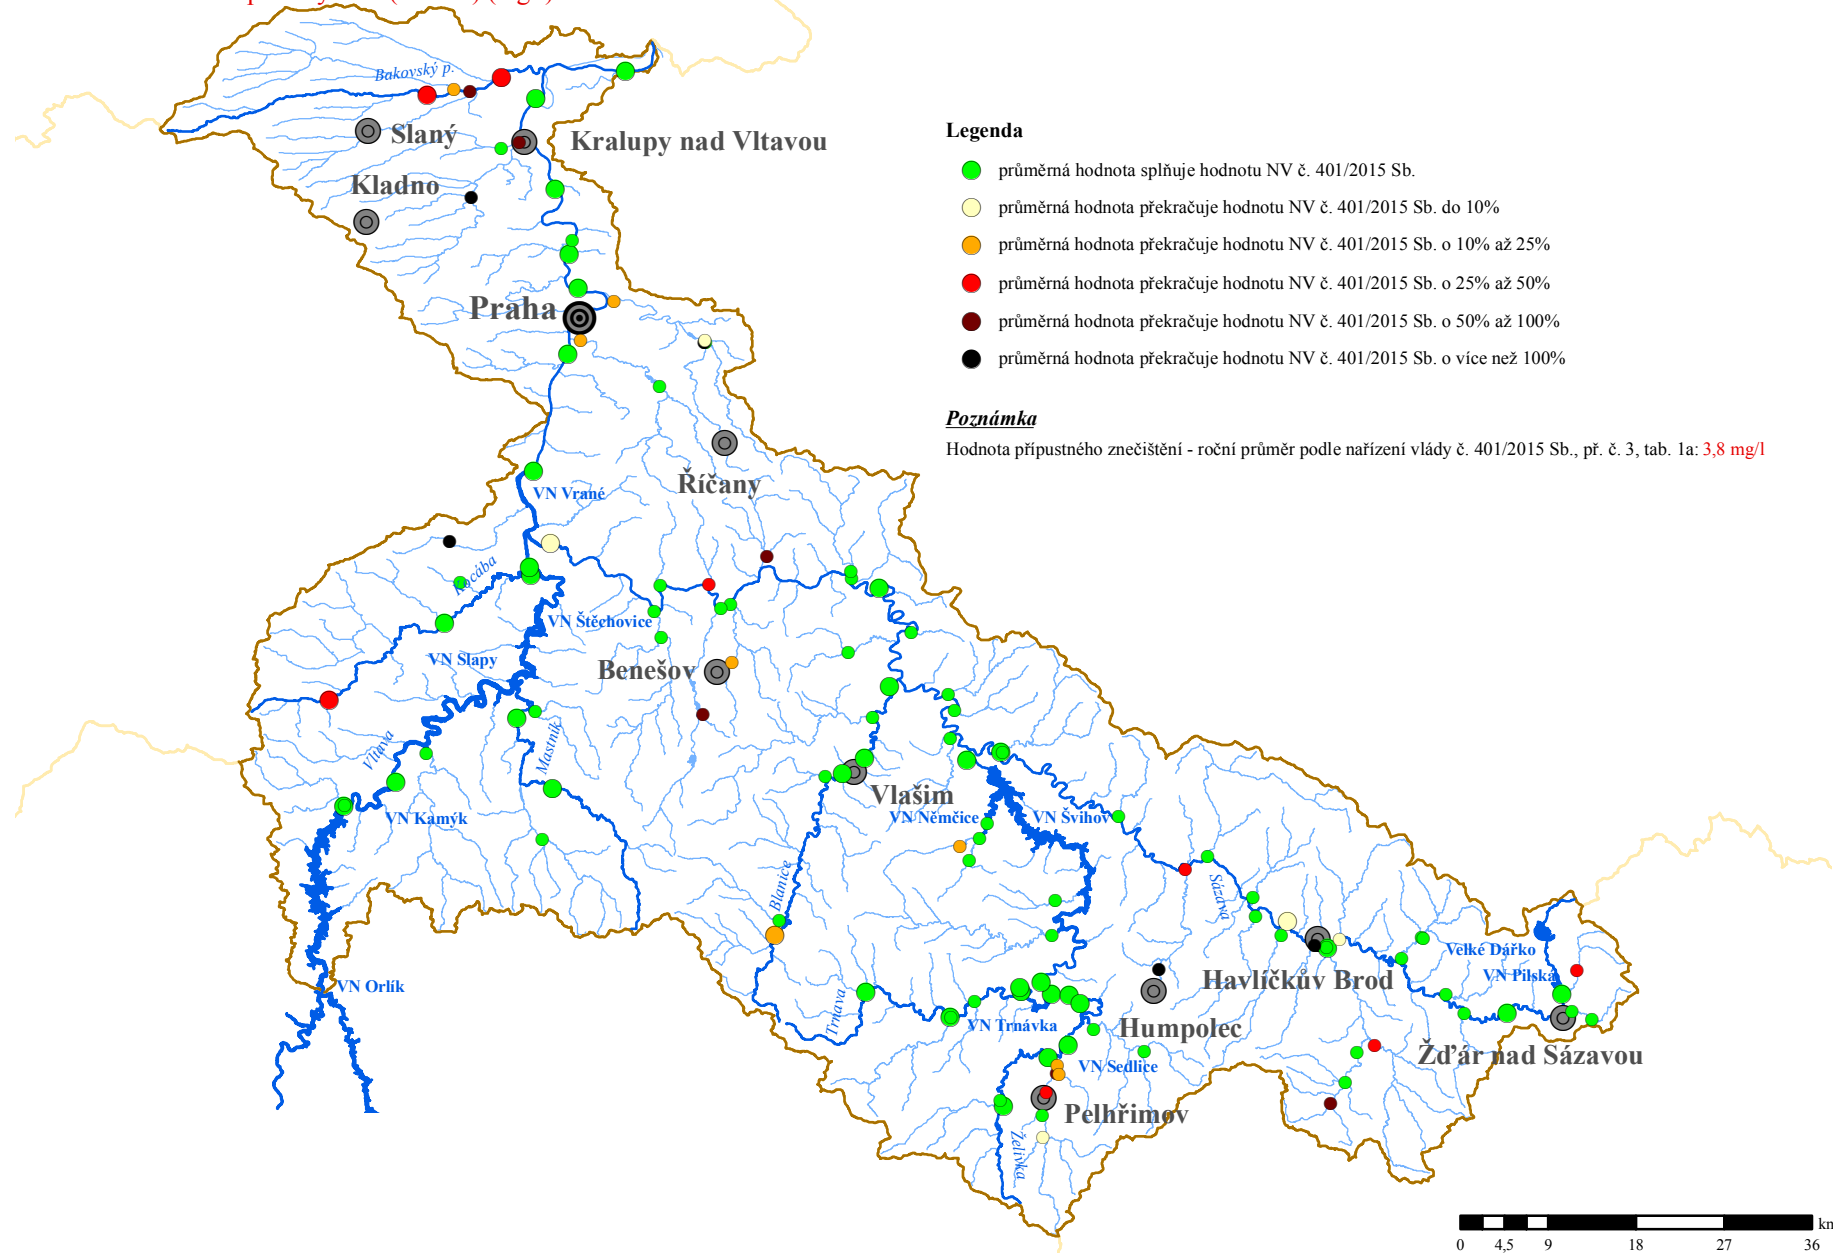 Bakovský p.
Slaný
Kralupy nad Vltavou
Kladno
Praha
Říčany
VN Vrané
Kocába
VN Štěchovice
VN Slapy
Benešov
Mastník
Vltava
VN Kamýk
Vlašim
VN Němčice
VN Švihov
Blanice
Sázava
VN Orlík
Trnava
VN Trnávka
Havlíčkův Brod
Velké Dářko
VN Pilská
Humpolec
Žďár nad Sázavou
VN Sedlice
Pelhřimov
Želivka
Legenda
průměrná hodnota splňuje hodnotu NV č. 401/2015 Sb.
průměrná hodnota překračuje hodnotu NV č. 401/2015 Sb. do 10%
průměrná hodnota překračuje hodnotu NV č. 401/2015 Sb. o 10% až 25%
průměrná hodnota překračuje hodnotu NV č. 401/2015 Sb. o 25% až 50%
průměrná hodnota překračuje hodnotu NV č. 401/2015 Sb. o 50% až 100%
průměrná hodnota překračuje hodnotu NV č. 401/2015 Sb. o více než 100%
Poznámka
Hodnota přípustného znečištění - roční průměr podle nařízení vlády č. 401/2015 Sb., př. č. 3, tab. 1a: 3,8 mg/l
km
0 4,5 9 18 27 36